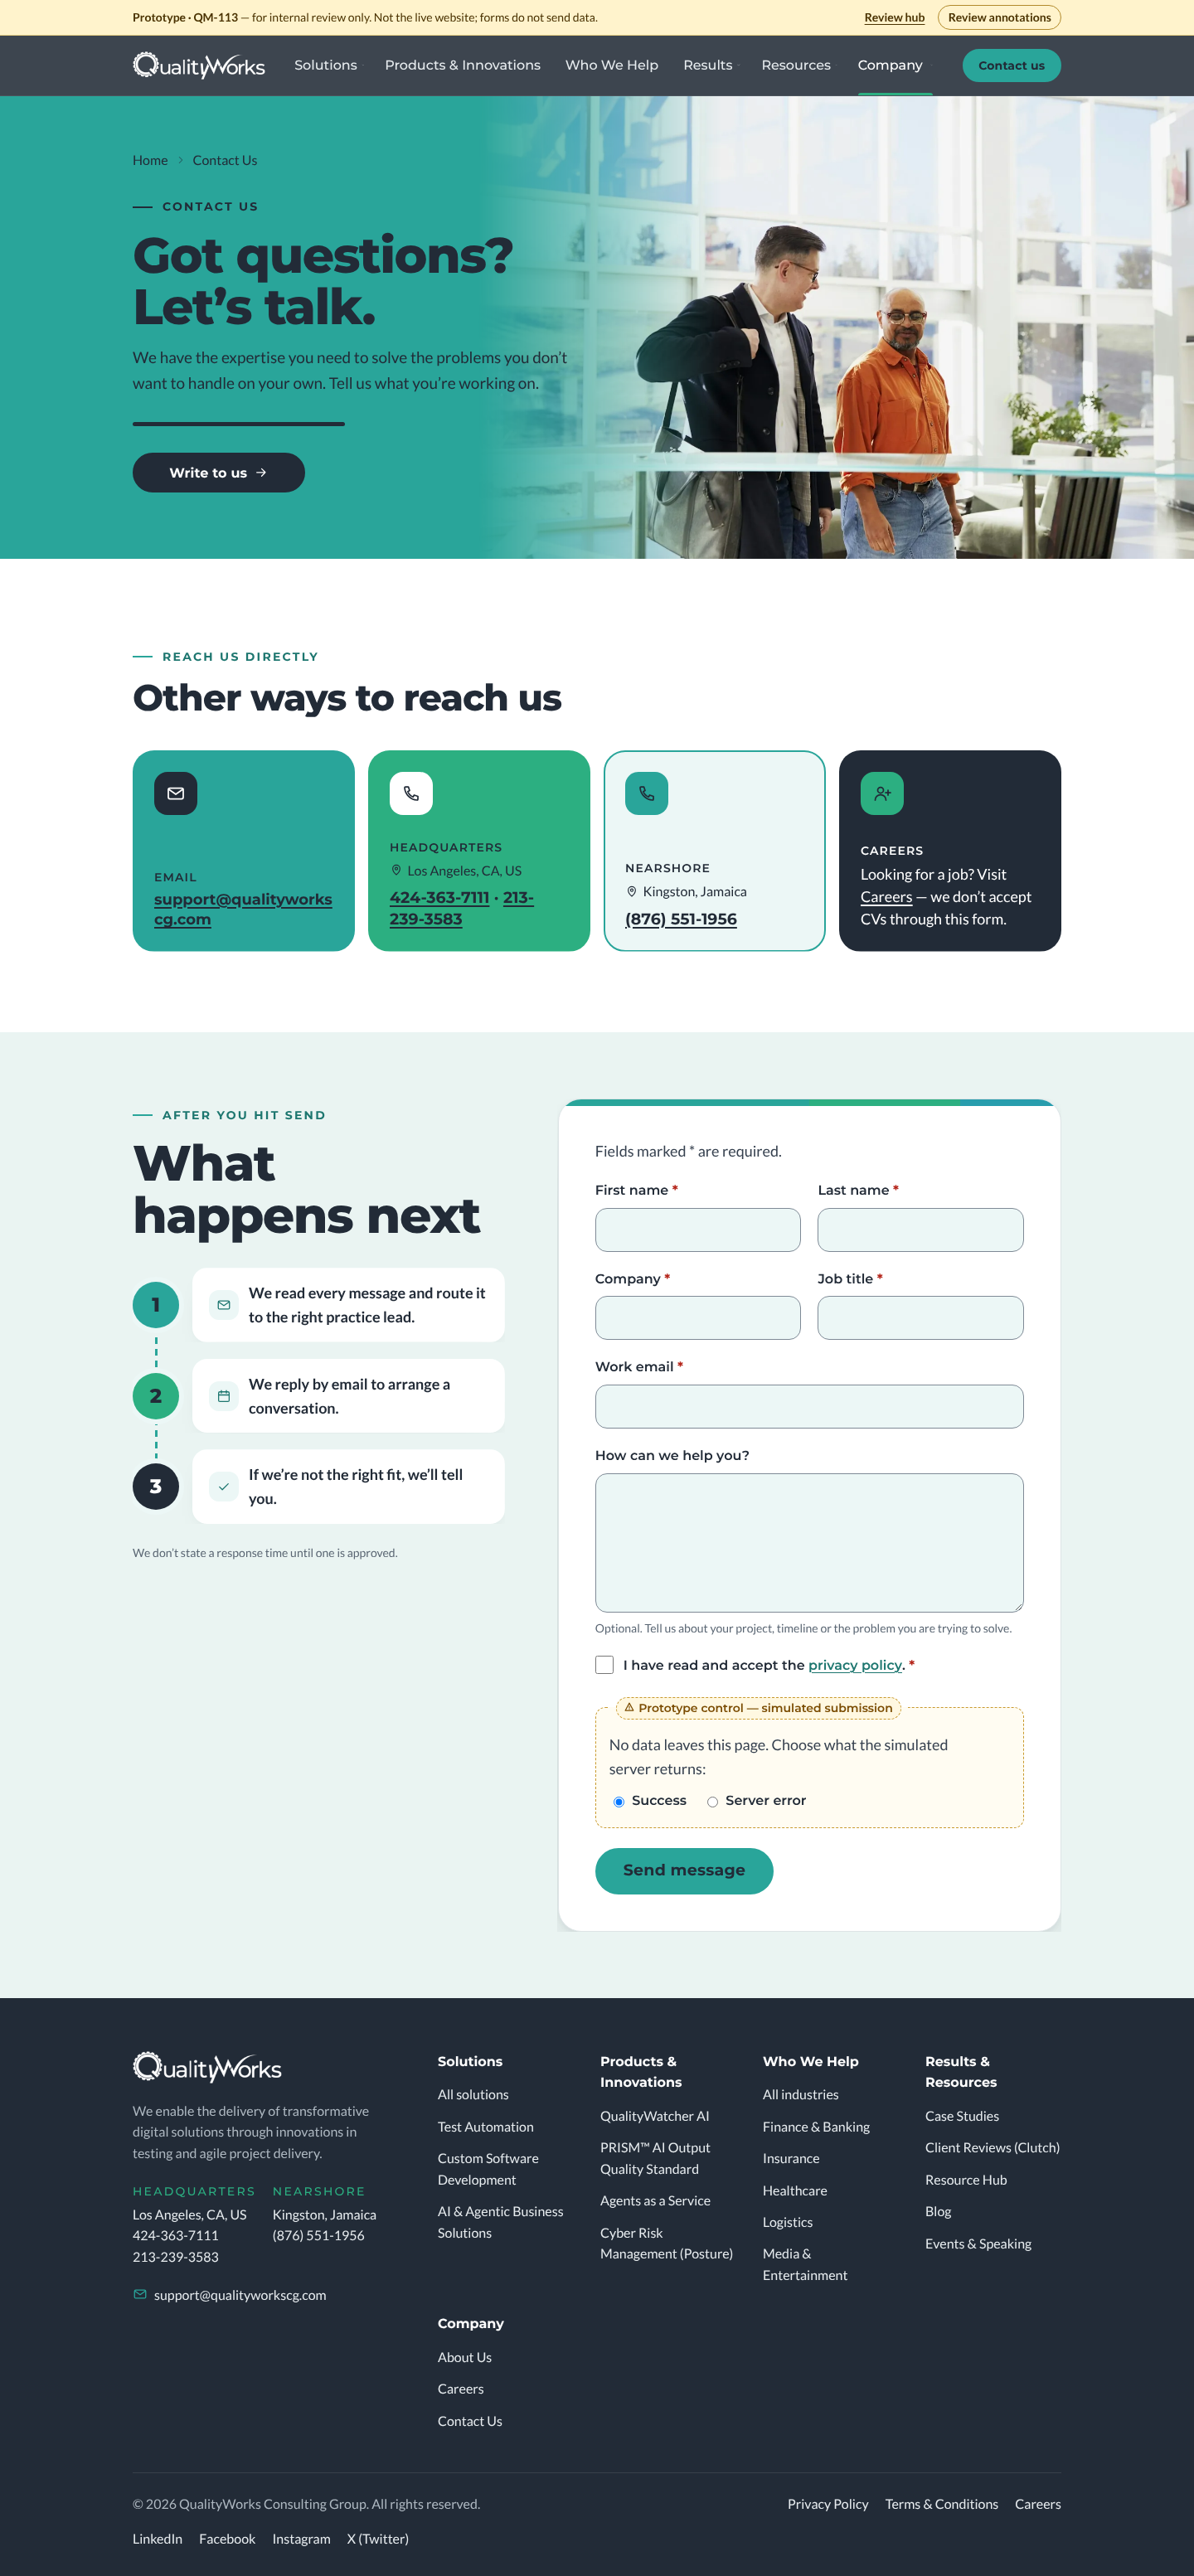 Prototype · QM-113 — for internal review only. Not the live website; forms do not send data.
Review hub
Review annotations
QualityWorks
Solutions
Products & Innovations
Who We Help
Results
Resources
Company
Contact us
Home
Contact Us
CONTACT US
Got questions?
Let’s talk.
We have the expertise you need to solve the problems you don’t
want to handle on your own. Tell us what you’re working on.
Write to us
REACH US DIRECTLY
Other ways to reach us
EMAIL
support@qualityworks
cg.com
HEADQUARTERS
Los Angeles, CA, US
424-363-7111 · 213-
239-3583
NEARSHORE
Kingston, Jamaica
(876) 551-1956
CAREERS
Looking for a job? Visit
Careers — we don’t accept
CVs through this form.
AFTER YOU HIT SEND
What
happens next
1
We read every message and route it
to the right practice lead.
2
We reply by email to arrange a
conversation.
3
If we’re not the right fit, we’ll tell
you.
We don’t state a response time until one is approved.
Fields marked * are required.
First name *
Last name *
Company *
Job title *
Work email *
How can we help you?
Optional. Tell us about your project, timeline or the problem you are trying to solve.
I have read and accept the privacy policy. *
Prototype control — simulated submission
No data leaves this page. Choose what the simulated
server returns:
Success
Server error
Send message
QualityWorks
We enable the delivery of transformative
digital solutions through innovations in
testing and agile project delivery.
HEADQUARTERS
Los Angeles, CA, US
424-363-7111
213-239-3583
NEARSHORE
Kingston, Jamaica
(876) 551-1956
support@qualityworkscg.com
Solutions
All solutions
Test Automation
Custom Software
Development
AI & Agentic Business
Solutions
Products &
Innovations
QualityWatcher AI
PRISM™ AI Output
Quality Standard
Agents as a Service
Cyber Risk
Management (Posture)
Who We Help
All industries
Finance & Banking
Insurance
Healthcare
Logistics
Media &
Entertainment
Results &
Resources
Case Studies
Client Reviews (Clutch)
Resource Hub
Blog
Events & Speaking
Company
About Us
Careers
Contact Us
© 2026 QualityWorks Consulting Group. All rights reserved.
Privacy Policy
Terms & Conditions
Careers
LinkedIn
Facebook
Instagram
X (Twitter)